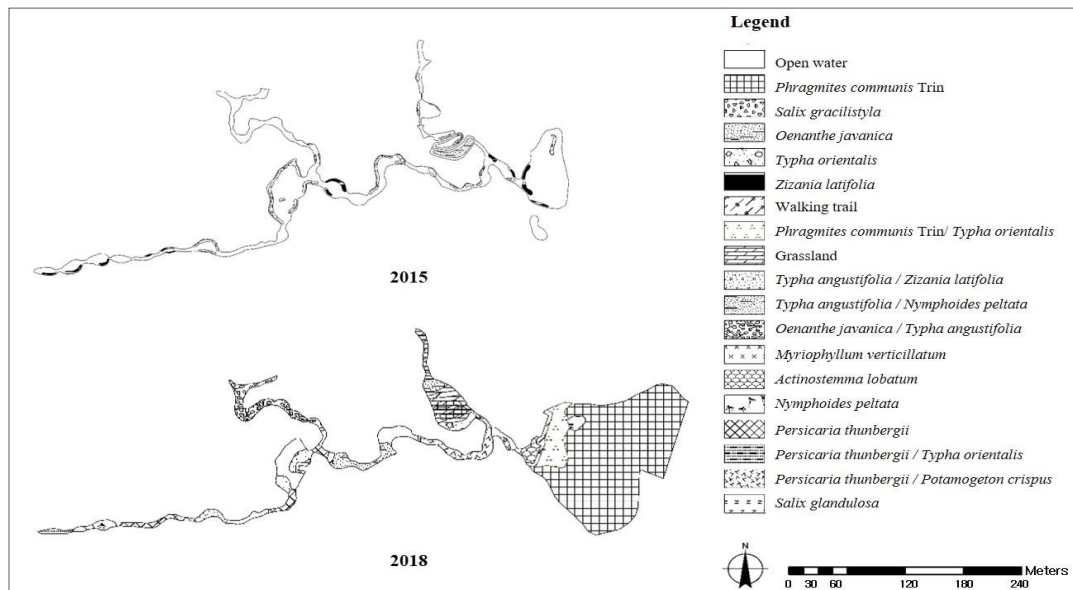 Legend
Open water
Phragmites communis Trin
Salix gracilistyla
Oenanthe javanica
Typha orientalis
Zizania latifolia
Walking trail
Phragmites communis Trin/ Typha orientalis
Grassland
Typha angustifolia / Zizania latifolia
Typha angustifolia / Nymphoides peltata
Oenanthe javanica / Typha angustifolia
Myriophyllum verticillatum
Actinostemma lobatum
Nymphoides peltata
Persicaria thunbergii
Persicaria thunbergii / Typha orientalis
Persicaria thunbergii / Potamogeton crispus
Salix glandulosa
2015
2018
N
Meters
0 30 60 120 180 240